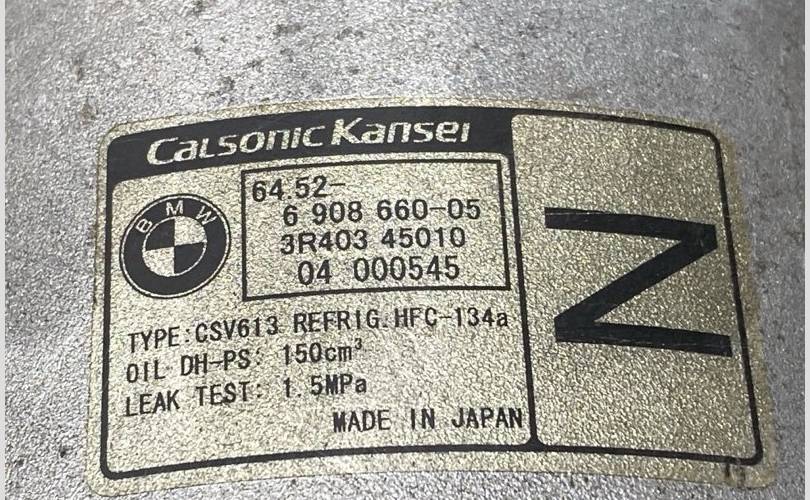 Calsonic Kansei
BMW
64.52-
6 908 660-05
3R403 45010
04 000545
Z
TYPE:CSV613 REFRIG.HFC-134a
OIL DH-PS: 150cm³
LEAK TEST: 1.5MPa
MADE IN JAPAN